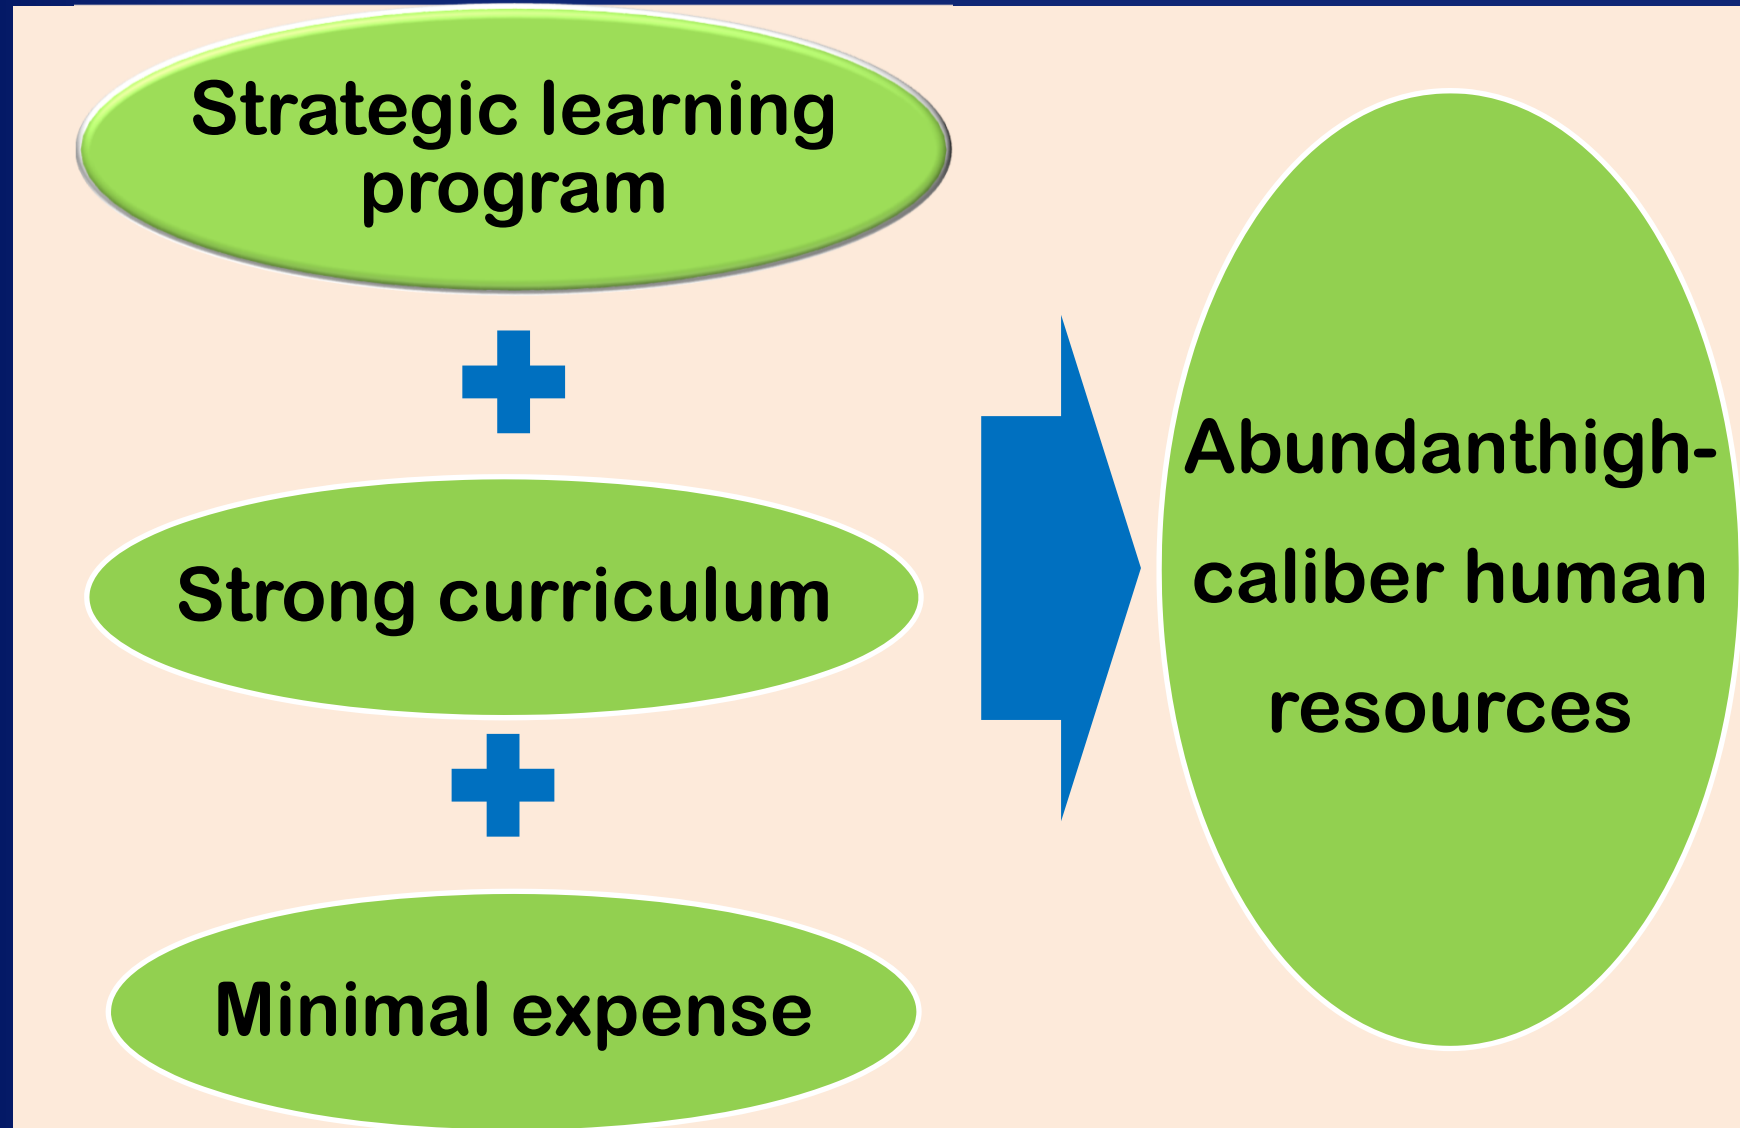 Strategic learning
program
Strong curriculum
Minimal expense
Abundanthigh-
caliber human
resources